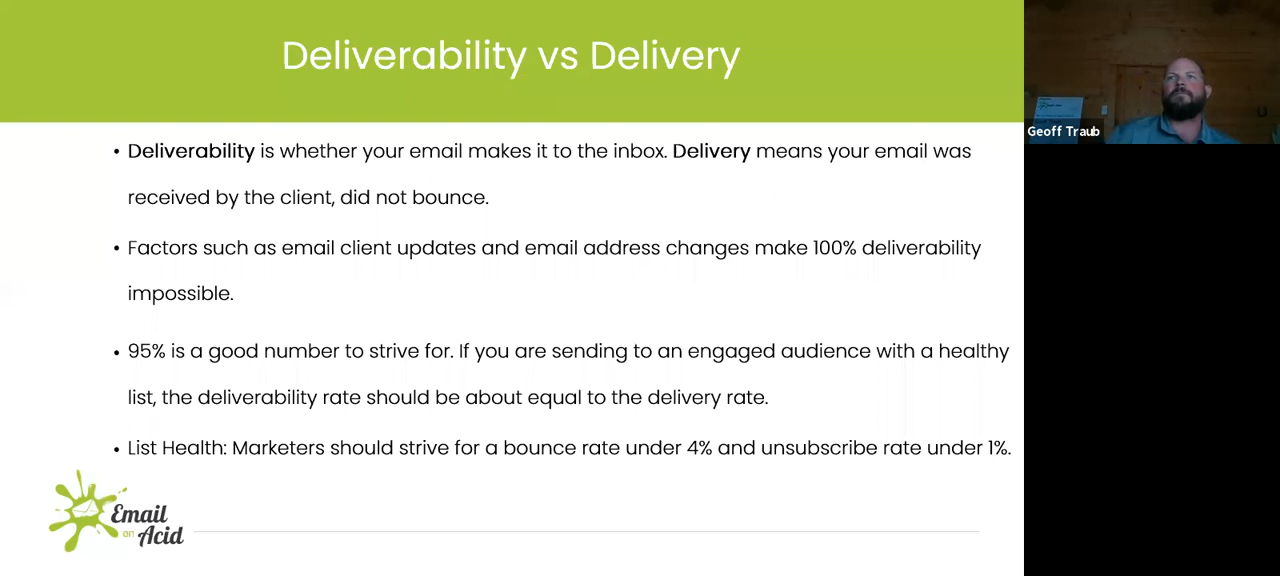 Deliverability vs Delivery
• Deliverability is whether your email makes it to the inbox. Delivery means your email was
received by the client, did not bounce.
• Factors such as email client updates and email address changes make 100% deliverability
impossible.
• 95% is a good number to strive for. If you are sending to an engaged audience with a healthy
list, the deliverability rate should be about equal to the delivery rate.
• List Health: Marketers should strive for a bounce rate under 4% and unsubscribe rate under 1%.
Email
on Acid
Geoff Traub